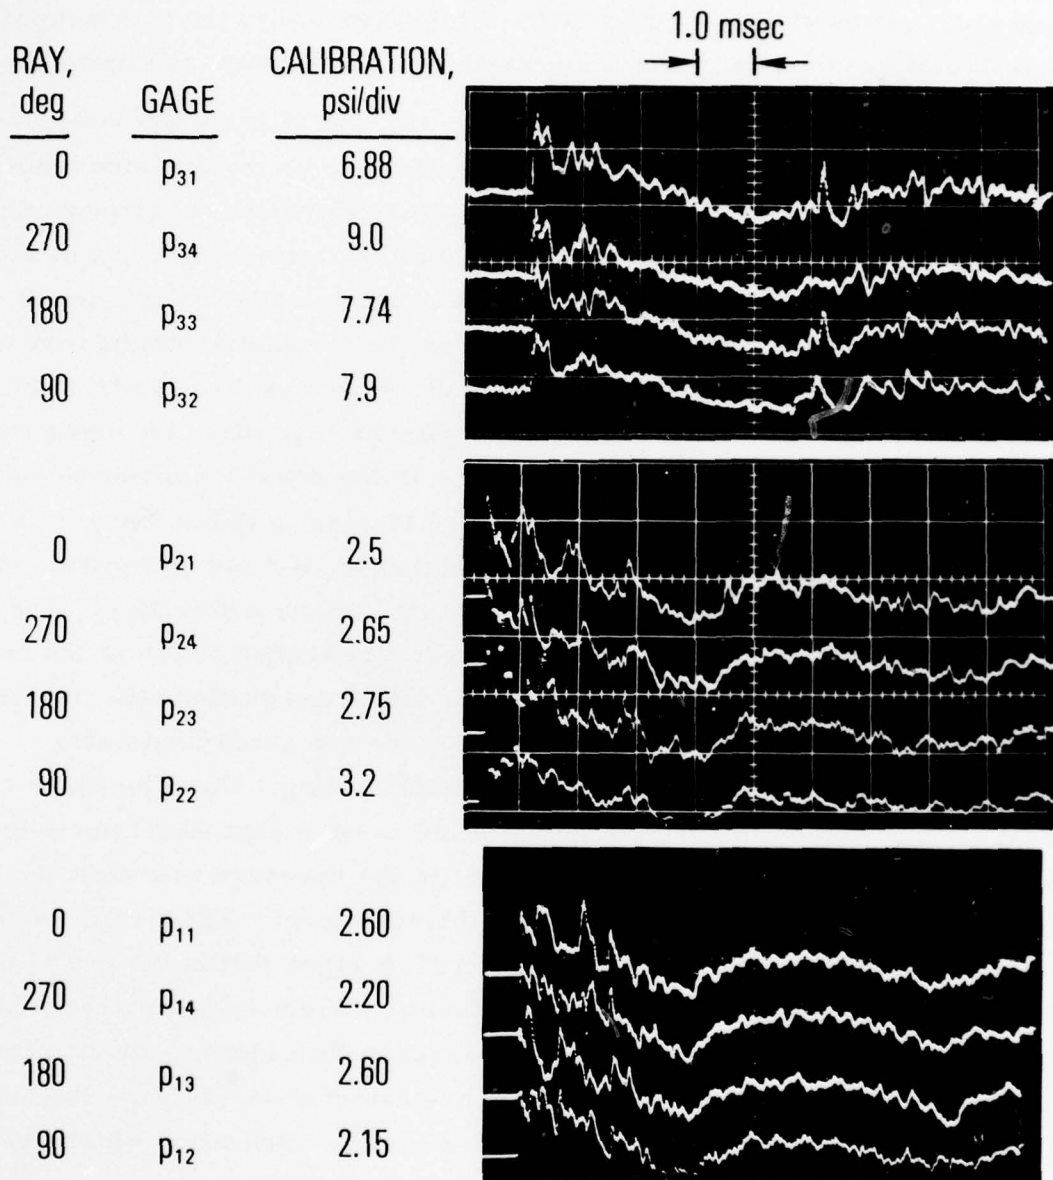 1.0 msec
RAY, deg GAGE CALIBRATION, psi/div
0 p31 6.88
270 p34 9.0
180 p33 7.74
90 p32 7.9
0 p21 2.5
270 p24 2.65
180 p23 2.75
90 p22 3.2
0 p11 2.60
270 p14 2.20
180 p13 2.60
90 p12 2.15